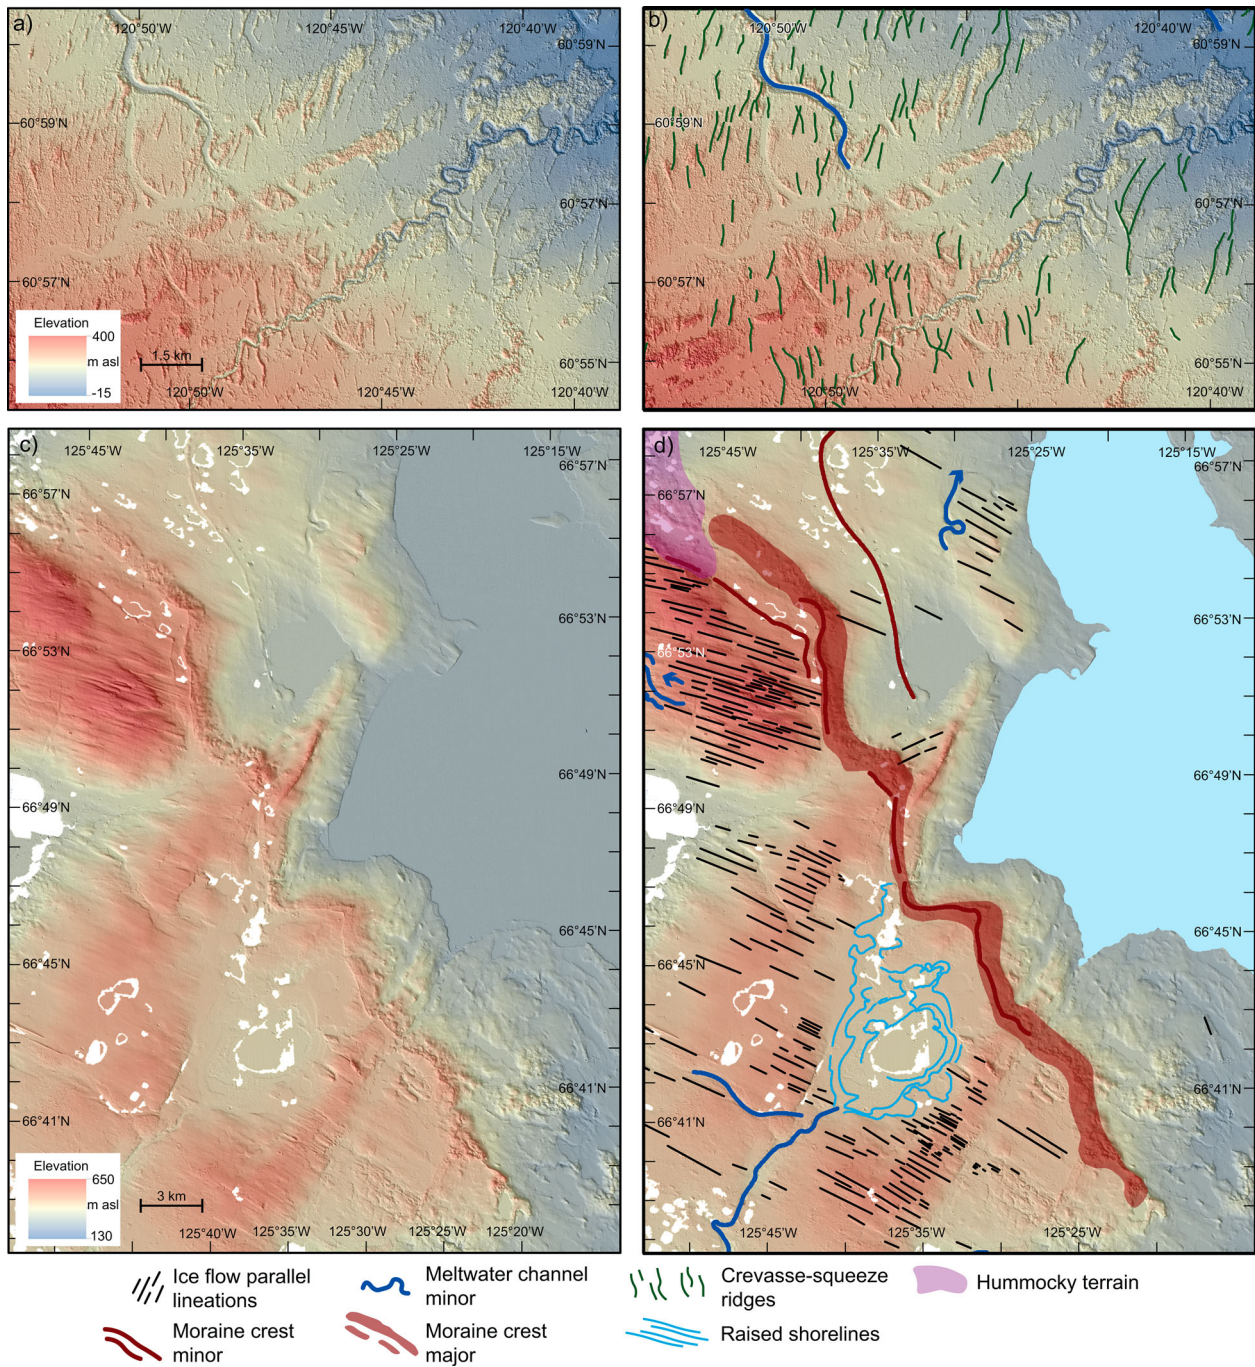 a)
120°50'W
120°45'W
120°40'W
60°59'N
60°59'N
60°57'N
60°57'N
Elevation
400
m asl
-15
1.5 km
60°55'N
120°50'W
120°45'W
120°40'W
b)
120°50'W
120°40'W
60°59'N
60°59'N
60°57'N
60°57'N
60°55'N
120°50'W
120°40'W
c)
125°45'W
125°35'W
125°25'W
125°15'W
66°57'N
66°57'N
66°53'N
66°53'N
66°49'N
66°49'N
66°45'N
66°45'N
66°41'N
66°41'N
Elevation
650
m asl
130
3 km
125°40'W
125°35'W
125°30'W
125°25'W
125°20'W
d)
125°45'W
125°35'W
125°25'W
125°15'W
66°57'N
66°57'N
66°53'N
66°53'N
66°49'N
66°49'N
66°45'N
66°45'N
66°41'N
66°41'N
125°44'W
125°35'W
125°21'W
Ice flow parallel
lineations
Meltwater channel
minor
Crevasse-squeeze
ridges
Hummocky terrain
Moraine crest
minor
Moraine crest
major
Raised shorelines